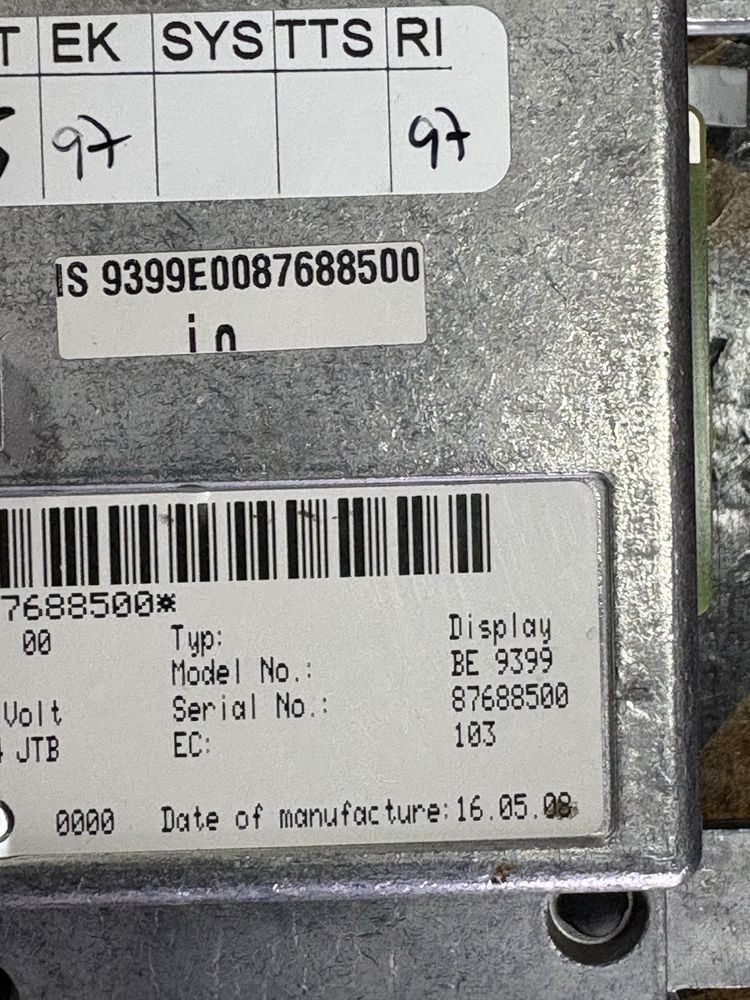 T EK SYS TTS RI
97 97
IS 9399E0087688500
in
7688500*
00 Typ: Display
Model No.: BE 9399
Volt Serial No.: 87688500
JTB EC: 103
0000 Date of manufacture: 16.05.08